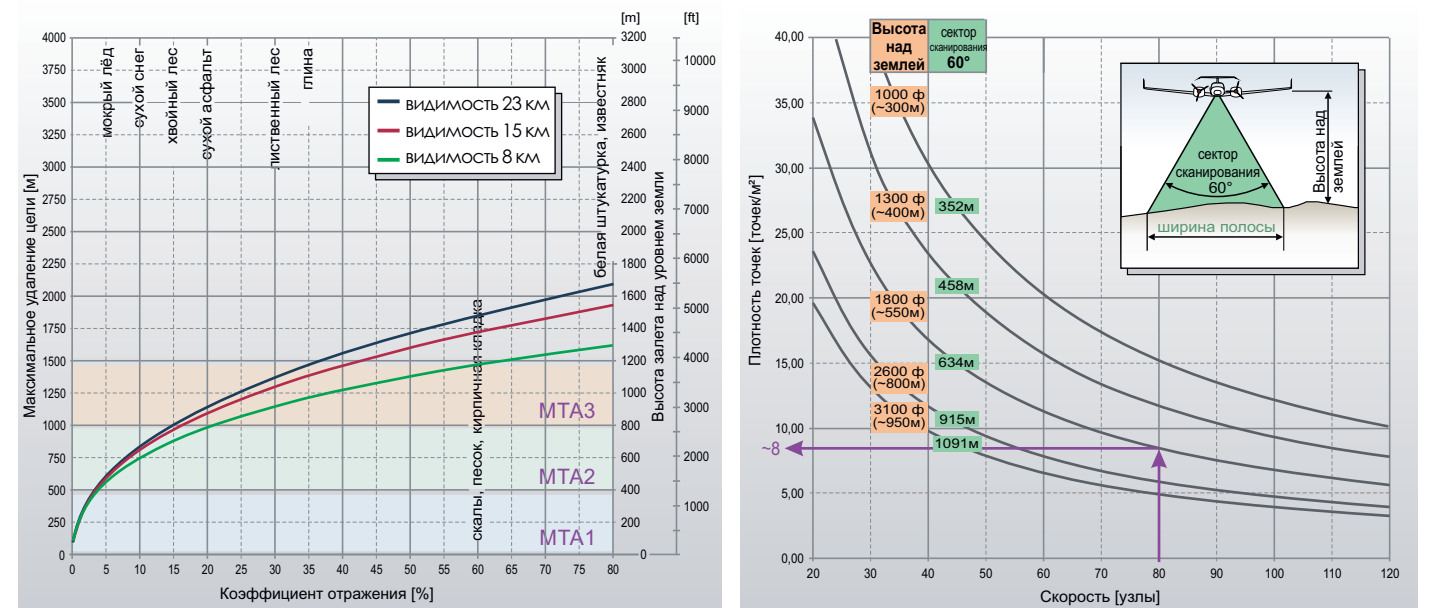 [m]
[ft]
4000
3750
3500
3250
3000
2750
2500
2250
2000
1750
1500
1250
1000
750
500
250
0
Максимальное удаление цели [м]
мокрый лёд
сухой снег
хвойный лес
сухой асфальт
лиственный лес
глина
скалы, песок, кирпичная кладка
белая штукатурка, известняк
видимость 23 км
видимость 15 км
видимость 8 км
МТА3
МТА2
МТА1
3200
3000
2800
2600
2400
2200
2000
1800
1600
1400
1200
1000
800
600
400
200
0
Высота залета над уровнем земли
10000
9000
8000
7000
6000
5000
4000
3000
2000
1000
0 5 10 15 20 25 30 35 40 45 50 55 60 65 70 75 80
Коэффициент отражения [%]
40,00
35,00
30,00
25,00
20,00
15,00
10,00
~8
5,00
0,00
Плотность точек [точек/м²]
Высота
над
землей
сектор
сканирования
60°
1000 ф
(~300м)
1300 ф
(~400м)
1800 ф
(~550м)
2600 ф
(~800м)
3100 ф
(~950м)
352м
458м
634м
915м
1091м
сектор
сканирования
60°
Высота над
землей
ширина полосы
20 30 40 50 60 70 80 90 100 110 120
Скорость [узлы]